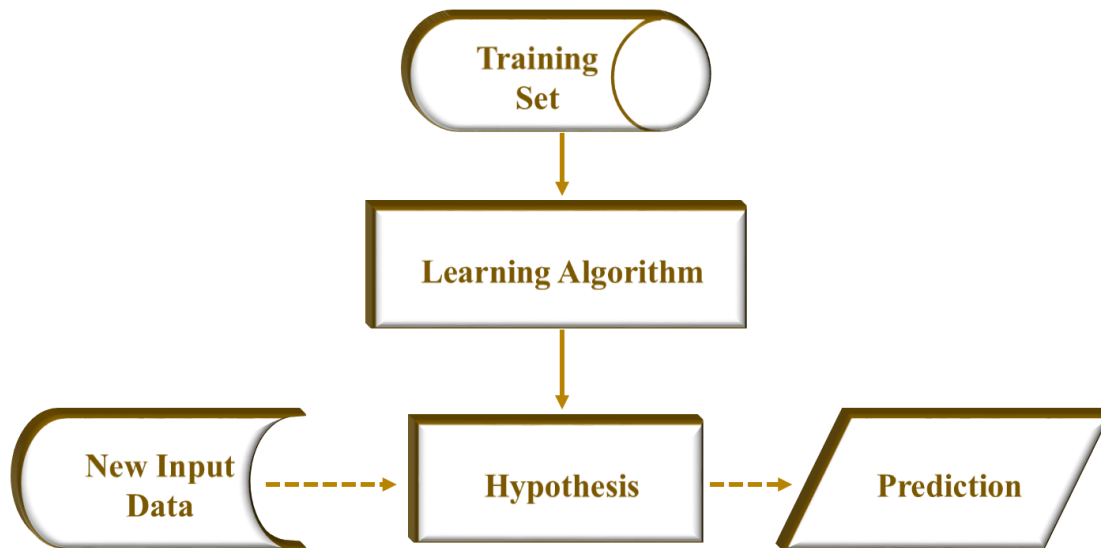 Training
Set
Learning Algorithm
New Input
Data
Hypothesis
Prediction